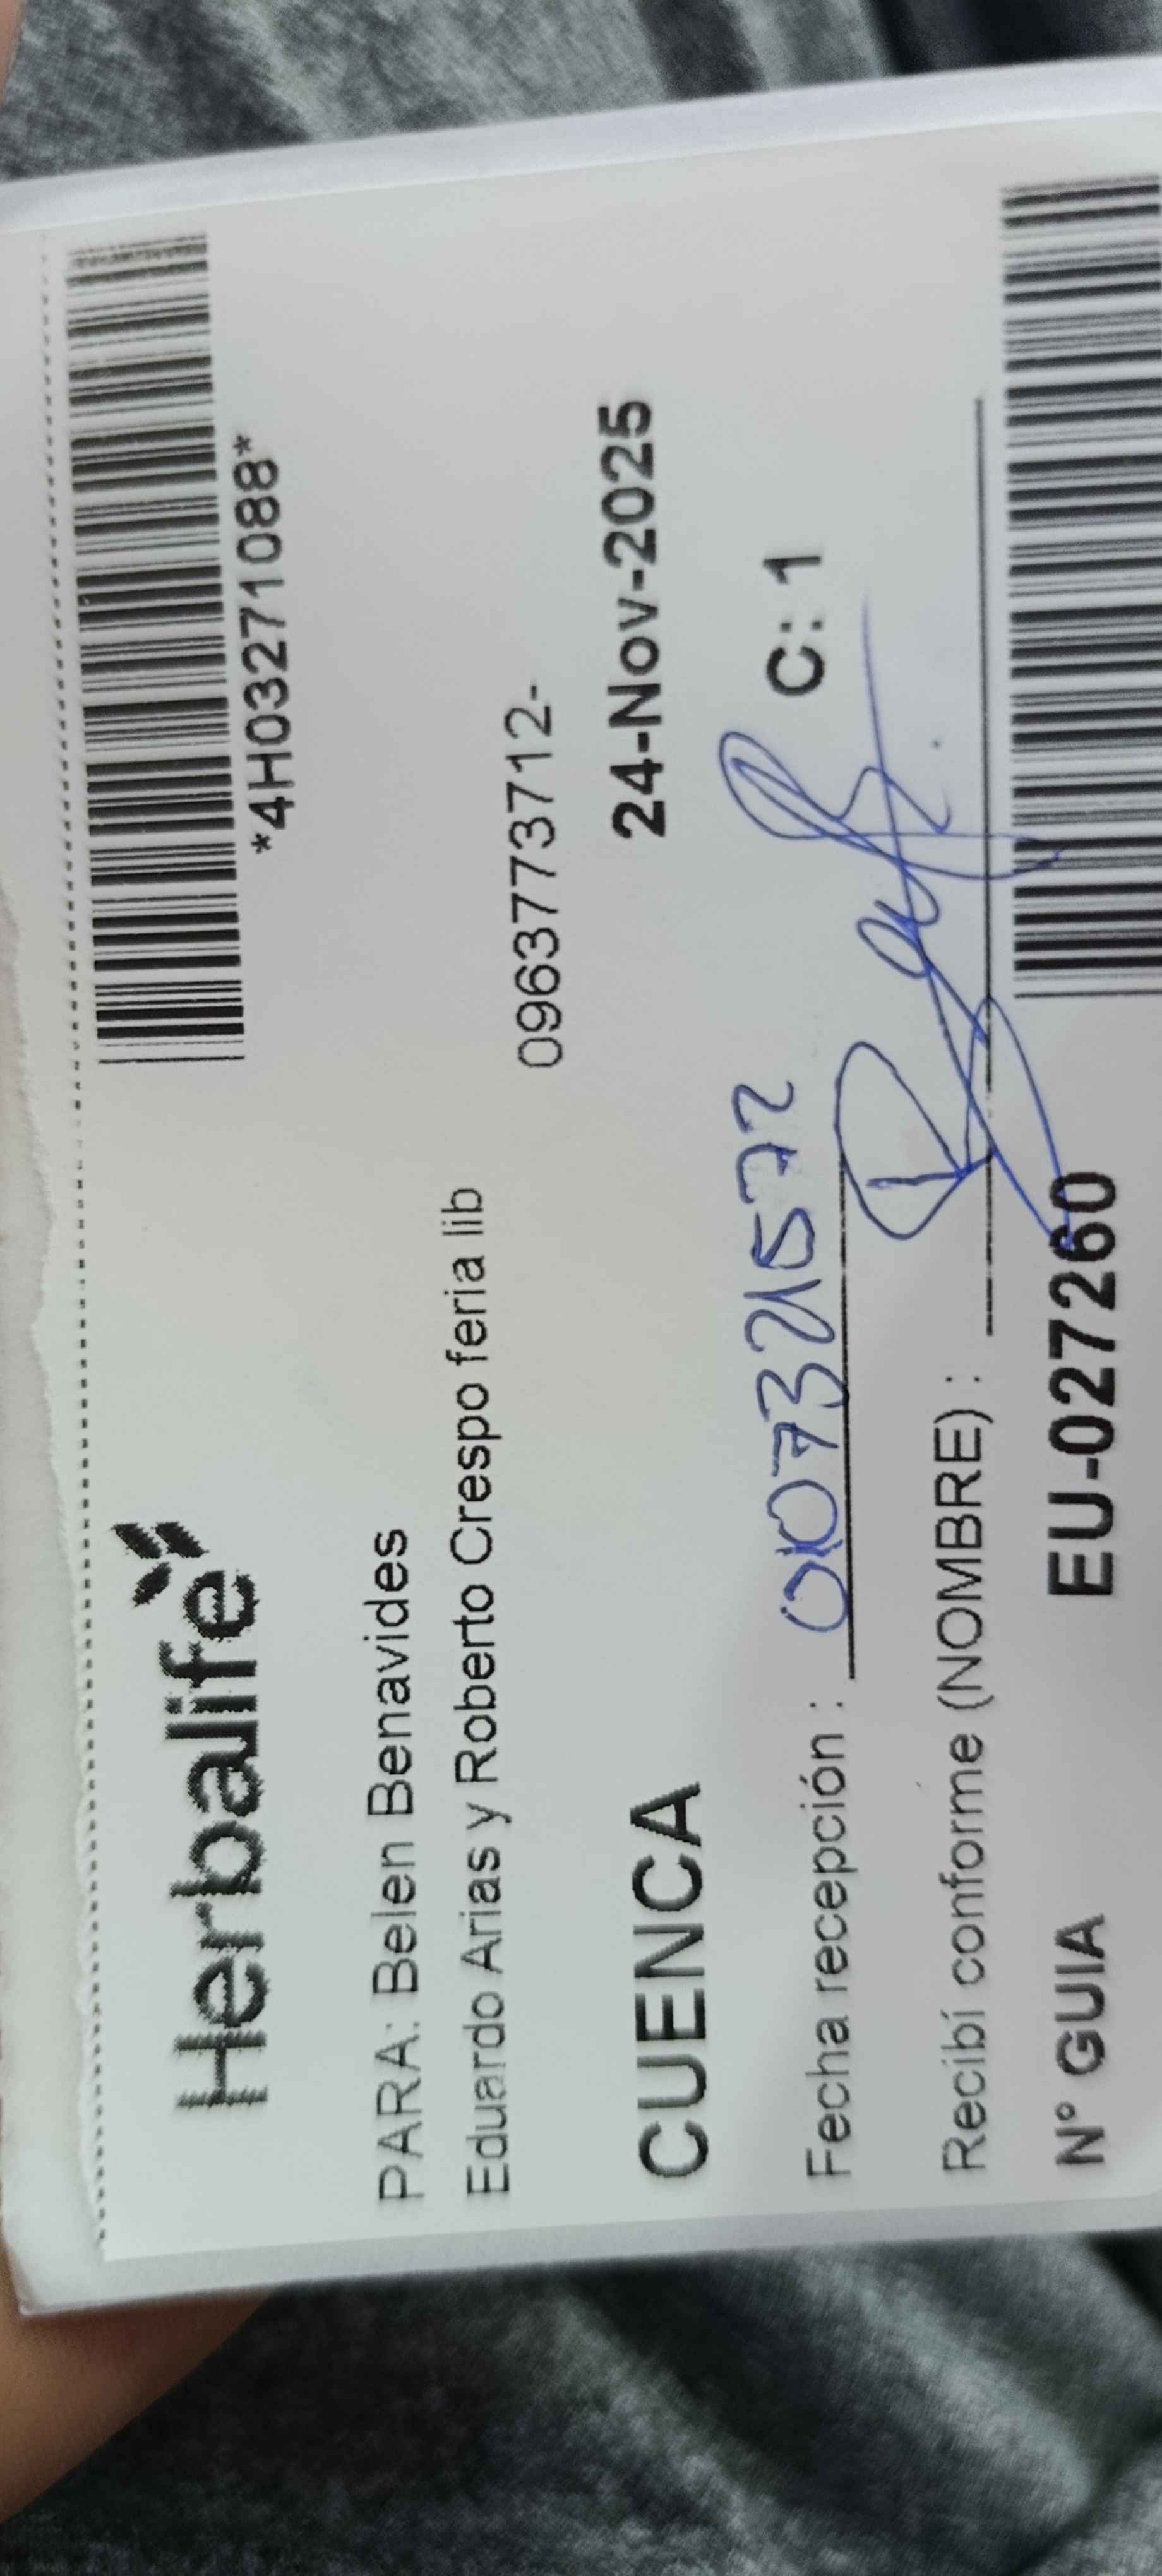 Herbalife
*4H03271088*
PARA: Belen Benavides
Eduardo Arias y Roberto Crespo feria lib
0963773712-
CUENCA 24-Nov-2025
Fecha recepción : 0107321572 C: 1
Recibí conforme (NOMBRE) :
N° GUIA EU-027260